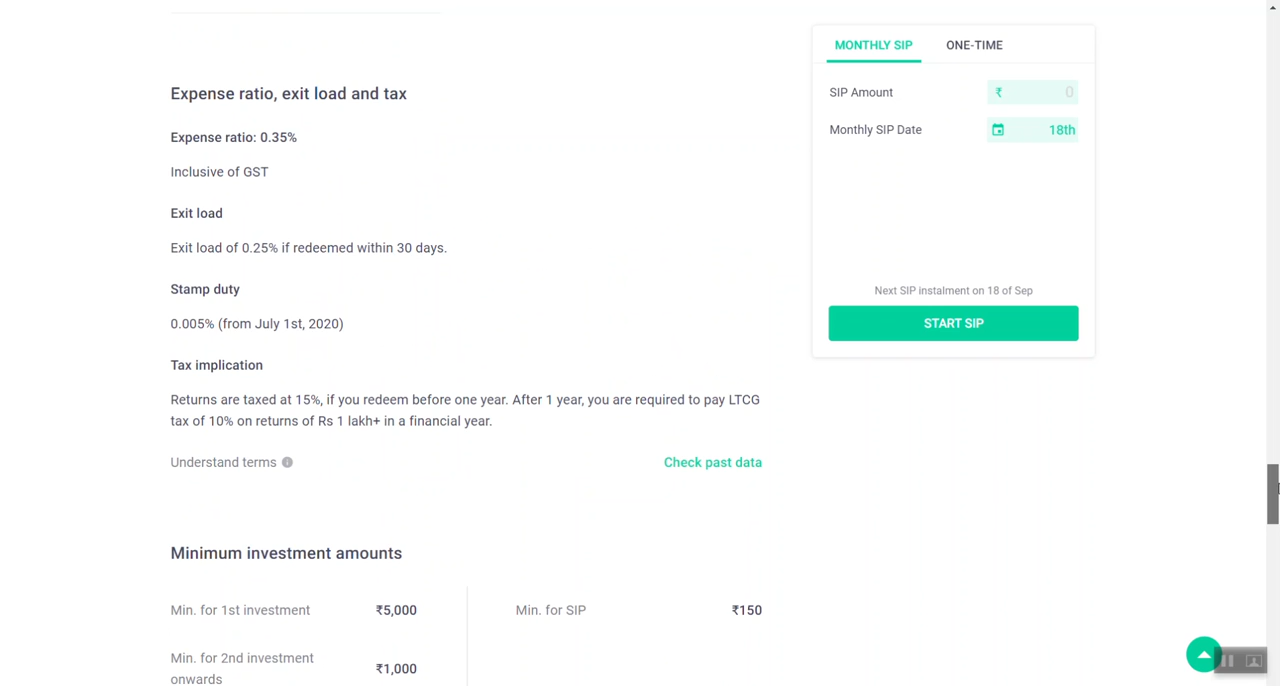 MONTHLY SIP ONE-TIME
SIP Amount ₹ 0
Monthly SIP Date 18th
Next SIP instalment on 18 of Sep
START SIP
Expense ratio, exit load and tax
Expense ratio: 0.35%
Inclusive of GST
Exit load
Exit load of 0.25% if redeemed within 30 days.
Stamp duty
0.005% (from July 1st, 2020)
Tax implication
Returns are taxed at 15%, if you redeem before one year. After 1 year, you are required to pay LTCG
tax of 10% on returns of Rs 1 lakh+ in a financial year.
Understand terms Check past data
Minimum investment amounts
Min. for 1st investment ₹5,000 Min. for SIP ₹150
Min. for 2nd investment
onwards ₹1,000